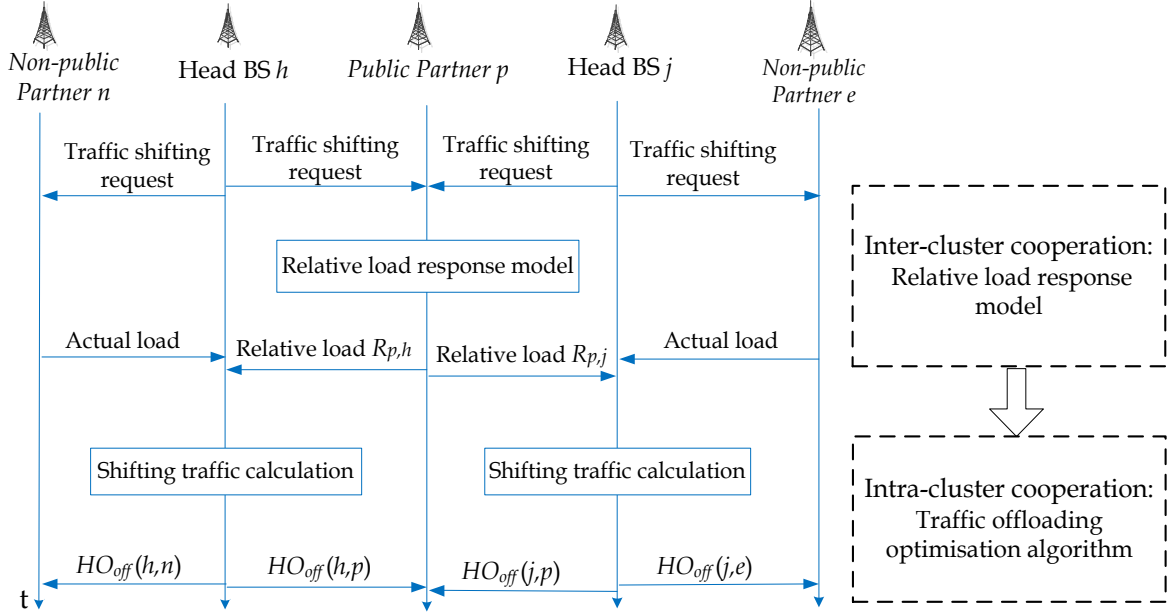 Non-public
Partner n
Head BS h
Public Partner p
Head BS j
Non-public
Partner e
Traffic shifting
request
Traffic shifting
request
Traffic shifting
request
Traffic shifting
request
Relative load response model
Actual load
Relative load Rp,h
Relative load Rp,j
Actual load
Shifting traffic calculation
Shifting traffic calculation
HOoff(h,n)
HOoff(h,p)
HOoff(j,p)
HOoff(j,e)
t
Inter-cluster cooperation:
Relative load response
model
Intra-cluster cooperation:
Traffic offloading
optimisation algorithm